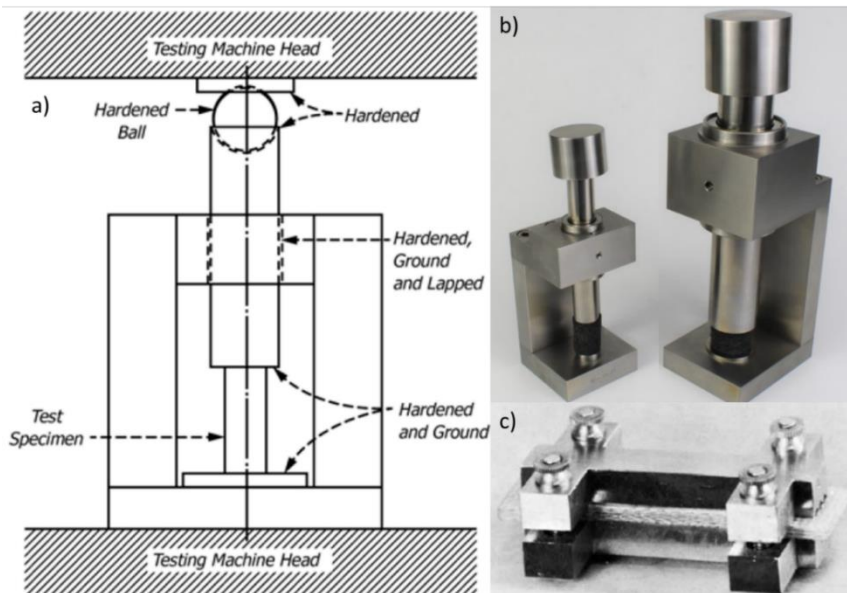 Testing Machine Head
a)
Hardened
Ball
Hardened
Hardened,
Ground
and Lapped
Test
Specimen
Hardened
and Ground
Testing Machine Head
b)
c)